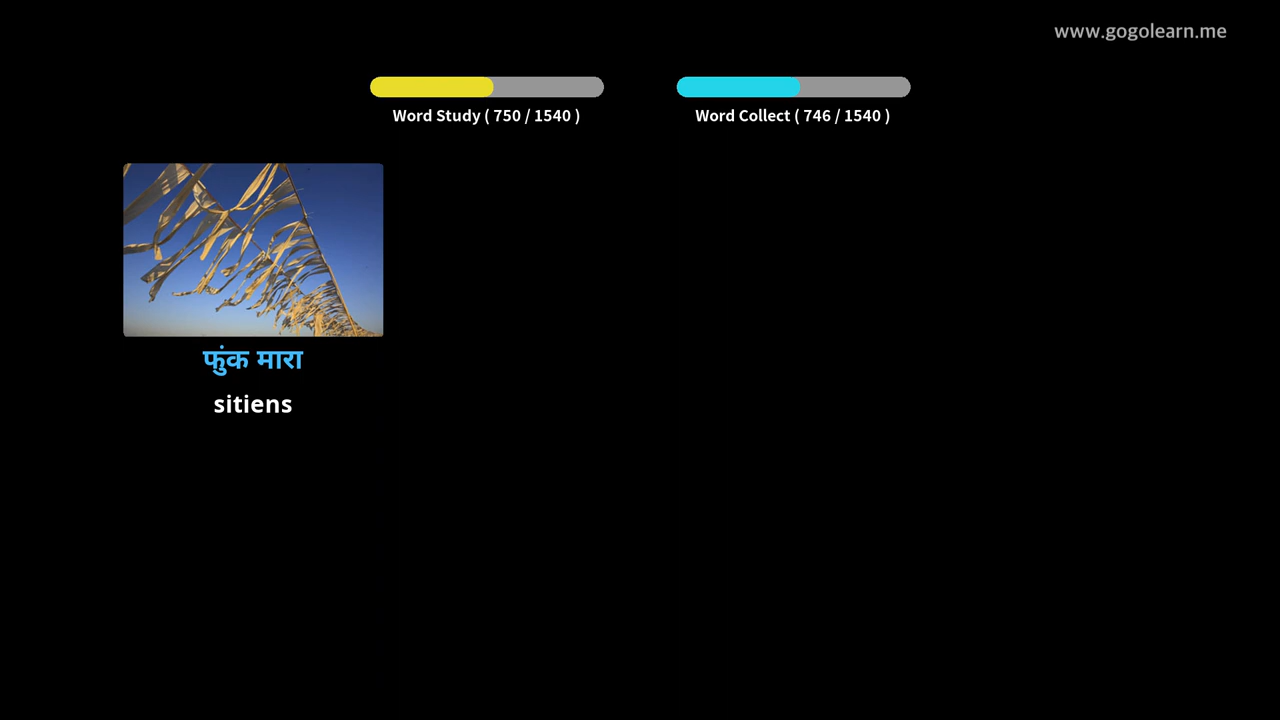 www.gogolearn.me
Word Study ( 750 / 1540 )
Word Collect ( 746 / 1540 )
फुंक मारा
sitiens